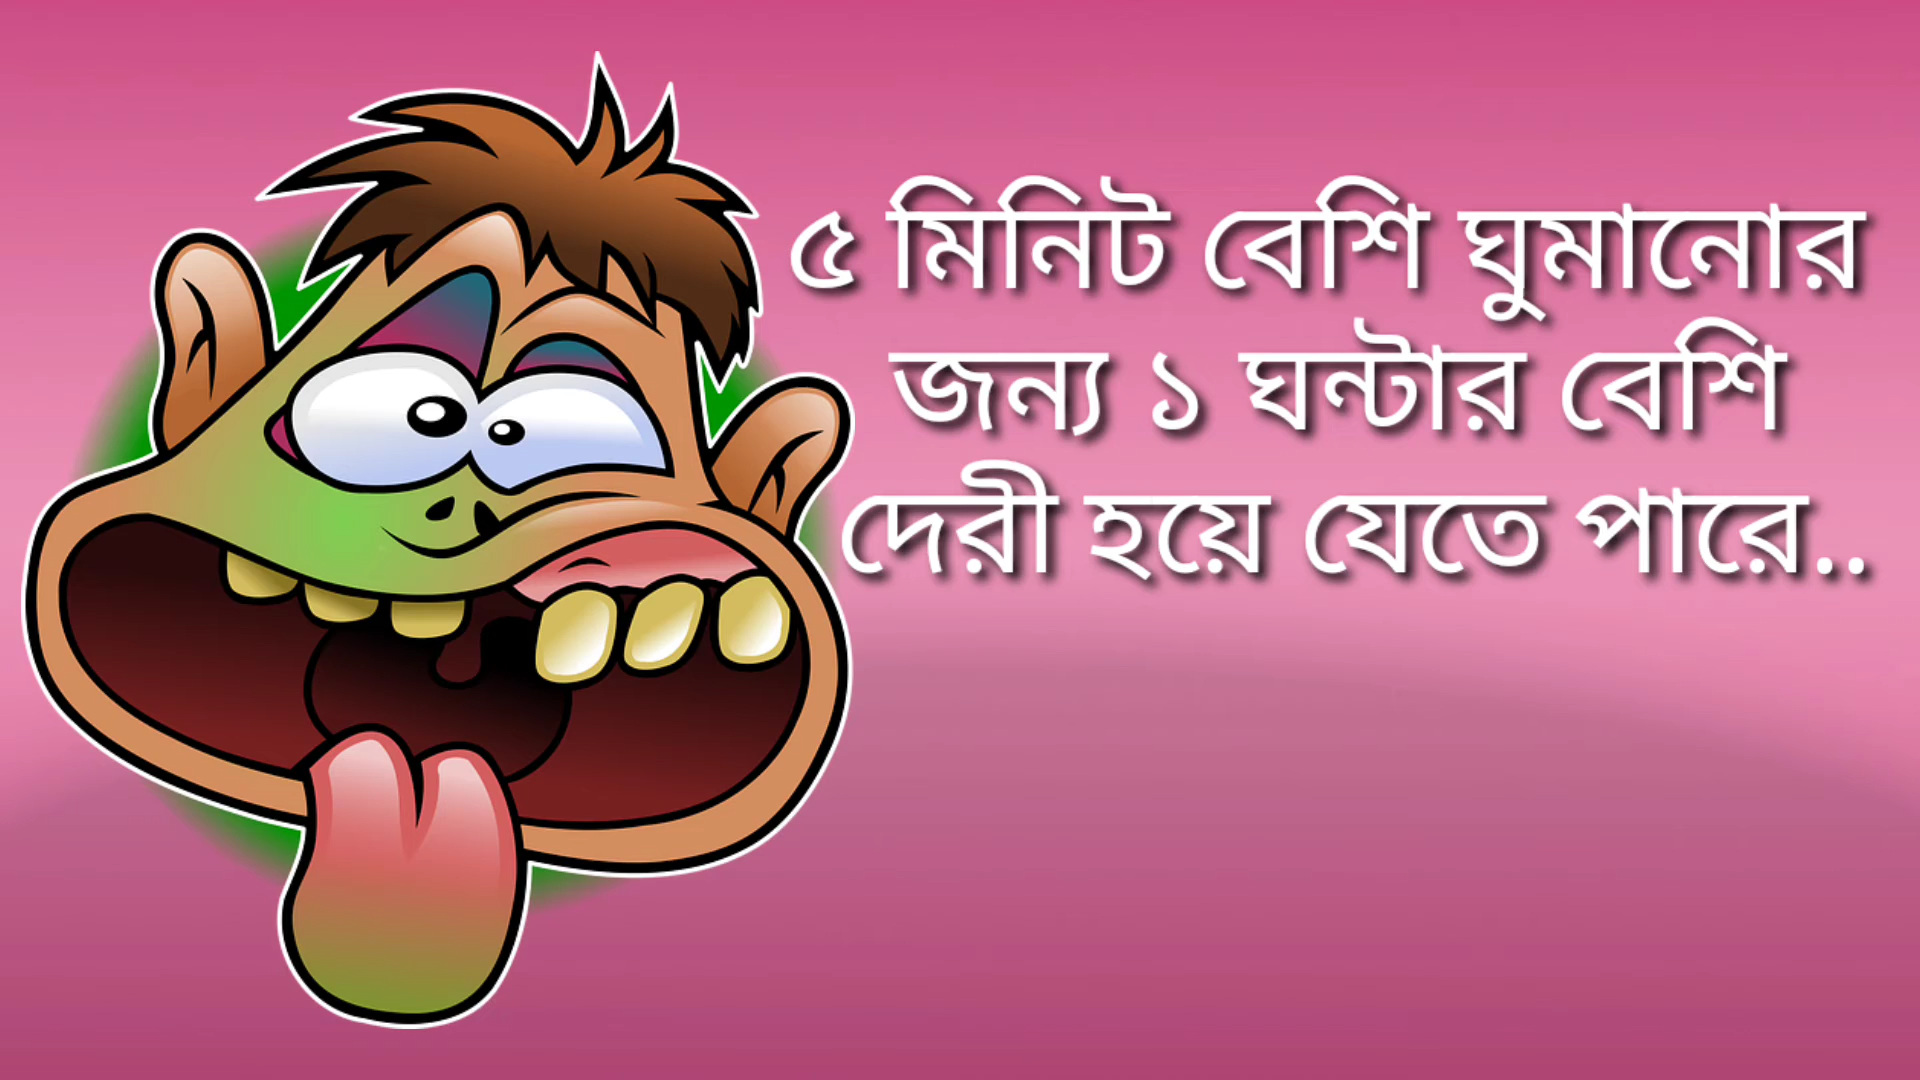 ৫ মিনিট বেশি ঘুমানোর
জন্য ১ ঘন্টার বেশি
দেরী হয়ে যেতে পারে..